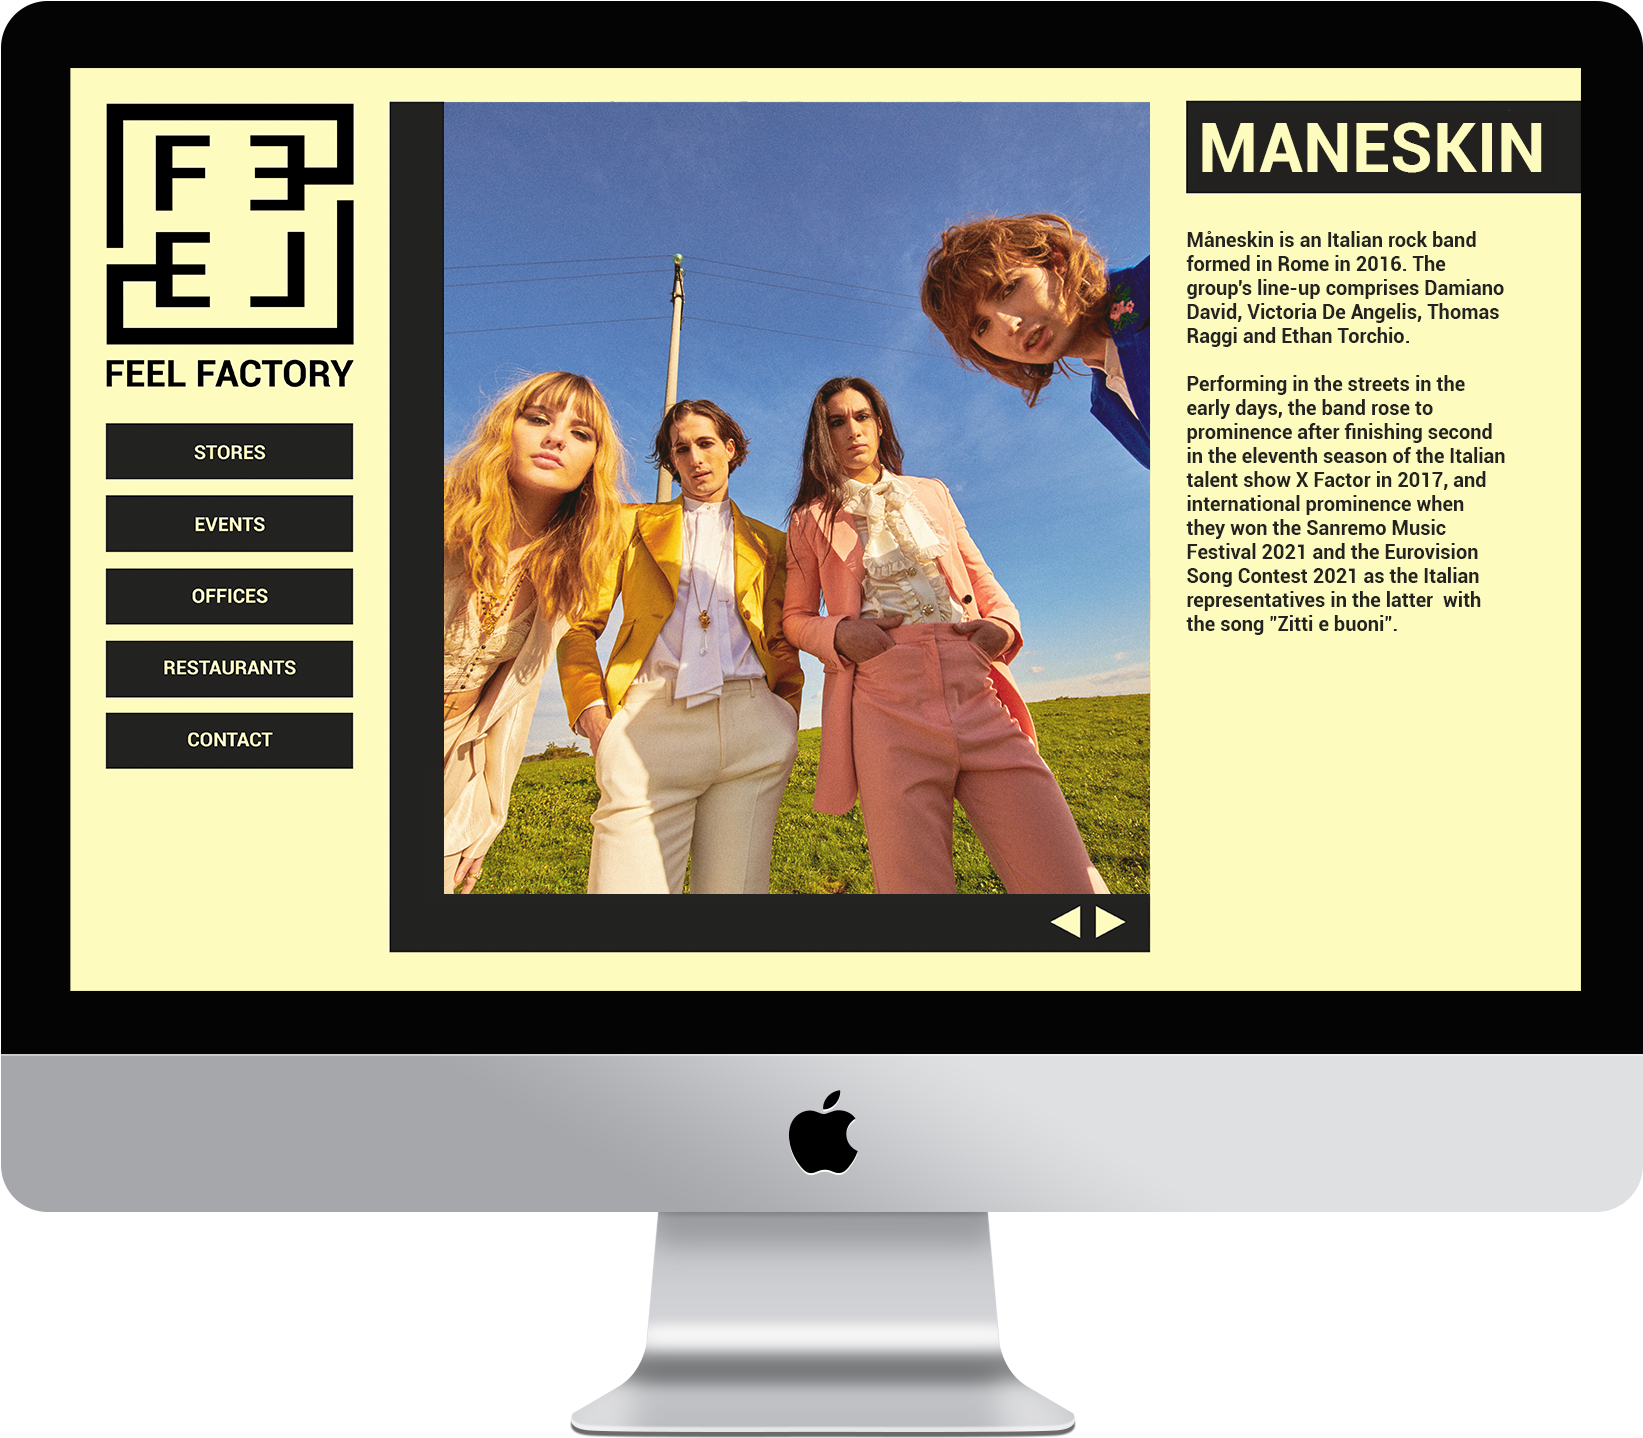 FE
EL
FEEL FACTORY
STORES
EVENTS
OFFICES
RESTAURANTS
CONTACT
MANESKIN
Måneskin is an Italian rock band
formed in Rome in 2016. The
group's line-up comprises Damiano
David, Victoria De Angelis, Thomas
Raggi and Ethan Torchio.
Performing in the streets in the
early days, the band rose to
prominence after finishing second
in the eleventh season of the Italian
talent show X Factor in 2017, and
international prominence when
they won the Sanremo Music
Festival 2021 and the Eurovision
Song Contest 2021 as the Italian
representatives in the latter  with
the song "Zitti e buoni".